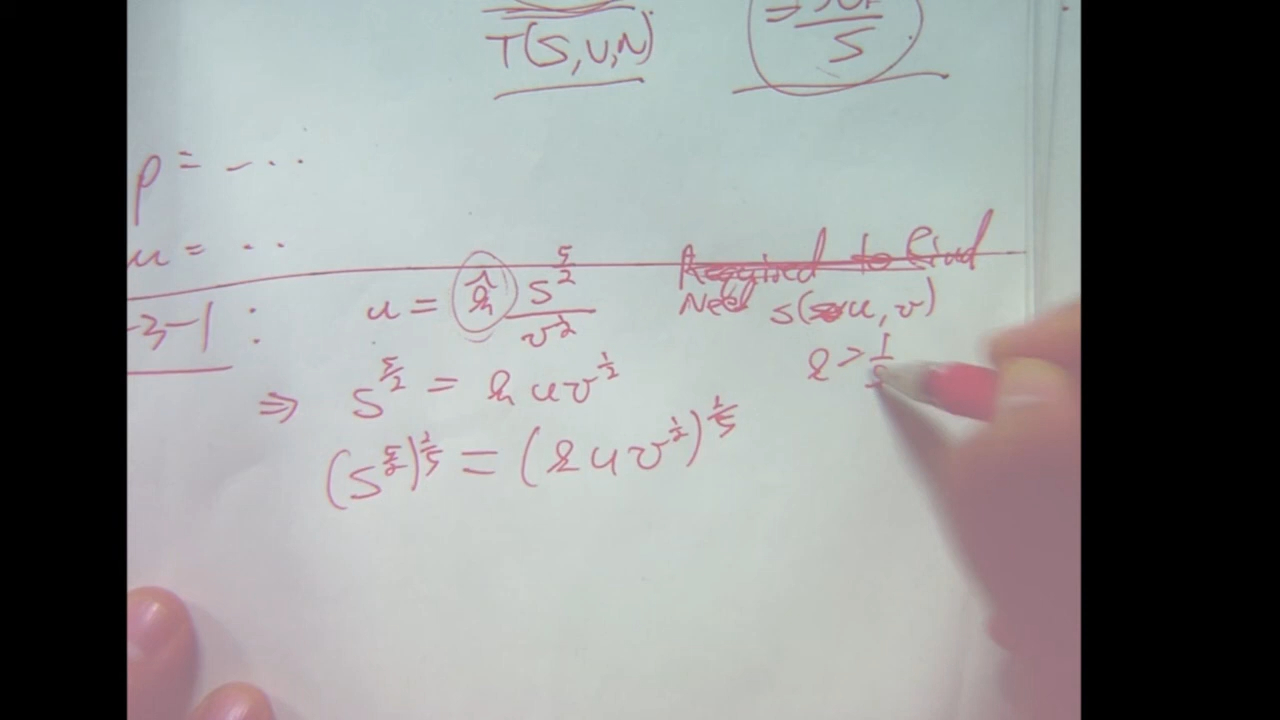 T(S,U,N)
S
p = - ...
u = ..
-3-1 :
u = s^{5/2} / v^{1/2}
Required to find
Need s(u, v)
⇒ s^{5/2} = k u v^{1/2}
(s^{5/2})^{2/5} = (k u v^{1/2})^{2/5}